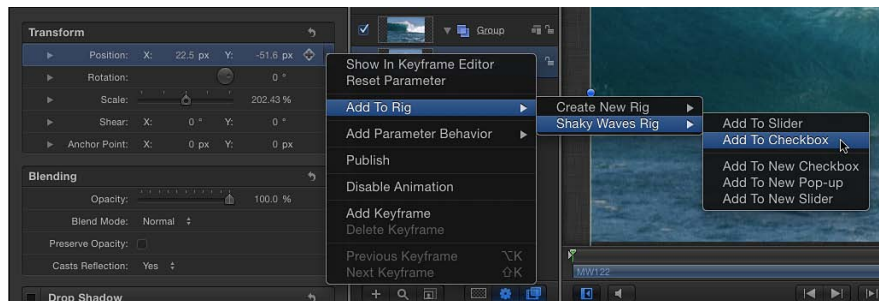 Transform
Position: X: 22.5 px Y: -51.6 px
Rotation: 0 °
Scale: 202.43 %
Shear: X: 0 ° Y: 0 °
Anchor Point: X: 0 px Y: 0 px
Blending
Opacity: 100.0 %
Blend Mode: Normal
Preserve Opacity:
Casts Reflection: Yes
Drop Shadow
Group
Show In Keyframe Editor
Reset Parameter
Add To Rig
Add Parameter Behavior
Publish
Disable Animation
Add Keyframe
Delete Keyframe
Previous Keyframe ⌥K
Next Keyframe ⇧K
Create New Rig
Shaky Waves Rig
Add To Slider
Add To Checkbox
Add To New Checkbox
Add To New Pop-up
Add To New Slider
MW122